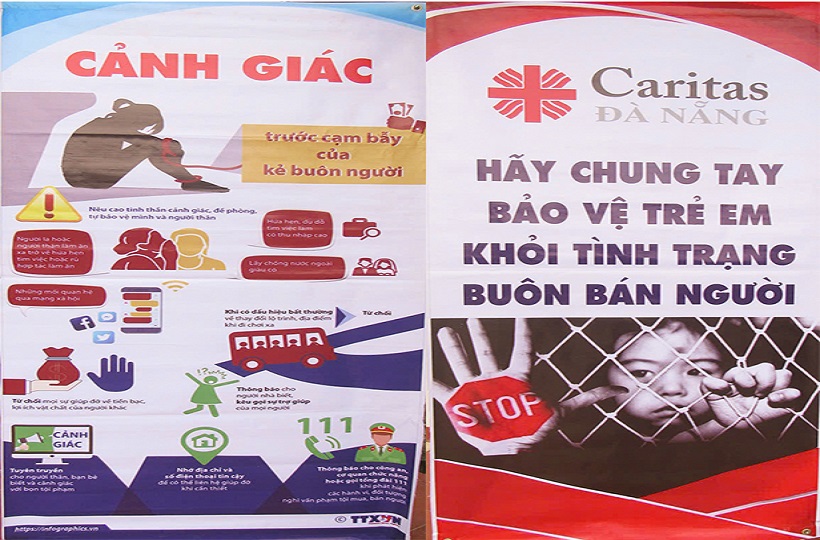 CẢNH GIÁC
trước cạm bẫy
của
kẻ buôn người
Nêu cao tinh thần cảnh giác, đề phòng,
tự bảo vệ mình và người thân
Người lạ hoặc
người thân làm ăn
xa trở về hứa hẹn
tìm việc hoặc rủ
hợp tác làm ăn
Hứa hẹn, dụ dỗ
tìm việc làm
có thu nhập cao
Lấy chồng nước ngoài
giàu có
Những mối quan hệ
qua mạng xã hội
Khi có dấu hiệu bất thường
về thay đổi lộ trình, địa điểm
khi đi chơi xa
Từ chối
Từ chối mọi sự giúp đỡ về tiền bạc,
lợi ích vật chất của người khác
!?
Thông báo cho
người nhà biết,
kêu gọi sự trợ giúp
của mọi người
CẢNH
GIÁC
Tuyên truyền
cho người thân, bạn bè
biết và cảnh giác
với bọn tội phạm
Nhớ địa chỉ và
số điện thoại tin cậy
để có thể liên hệ giúp đỡ
khi cần thiết
111
Thông báo cho công an,
cơ quan chức năng
hoặc gọi tổng đài 111
khi phát hiện
các hành vi, đối tượng
nghi vấn phạm tội mua, bán người
https://infographics.vn
© TTXVN
Caritas
ĐÀ NẴNG
HÃY CHUNG TAY
BẢO VỆ TRẺ EM
KHỎI TÌNH TRẠNG
BUÔN BÁN NGƯỜI
STOP